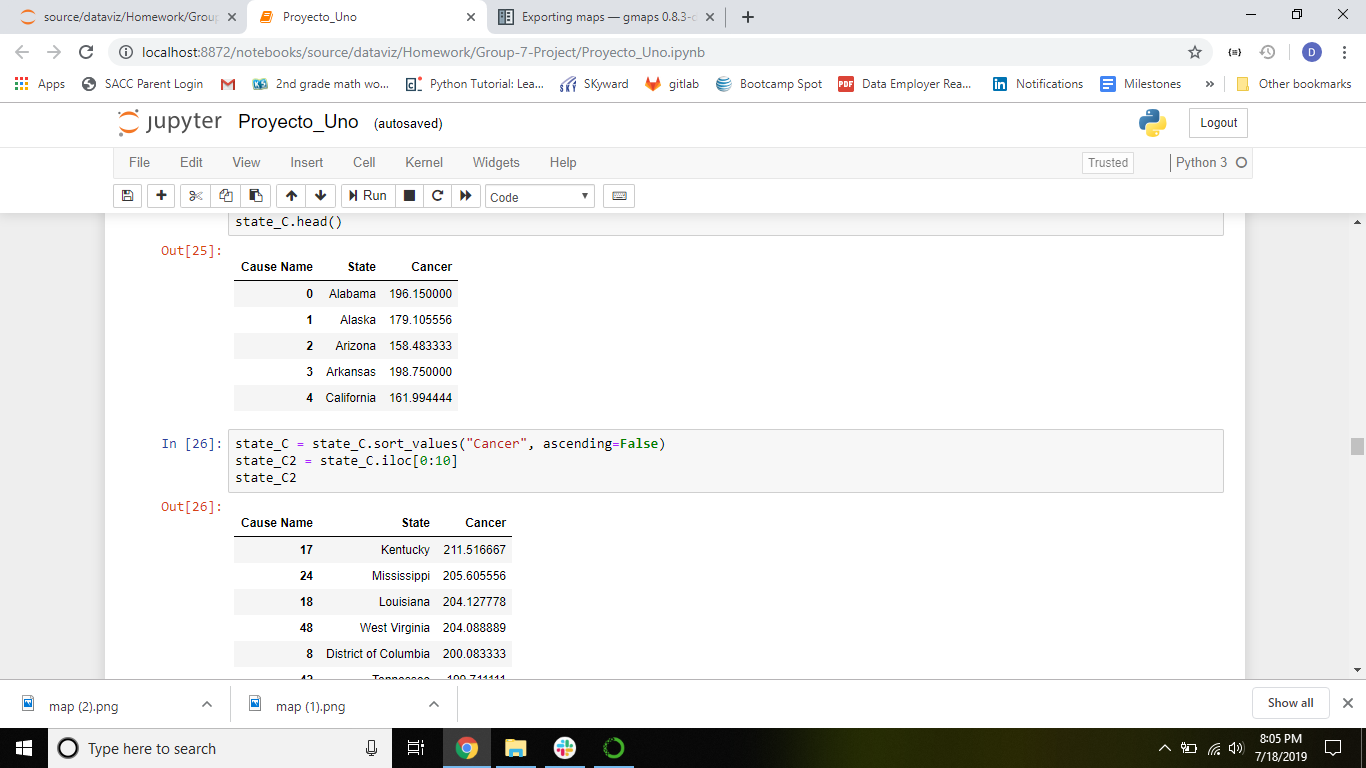 source/dataviz/Homework/Grou
Proyecto_Uno
Exporting maps — gmaps 0.8.3-d
localhost:8872/notebooks/source/dataviz/Homework/Group-7-Project/Proyecto_Uno.ipynb
D
Apps
SACC Parent Login
2nd grade math wo...
Python Tutorial: Lea...
SKyward
gitlab
Bootcamp Spot
PDF
Data Employer Rea...
Notifications
Milestones
»
Other bookmarks
jupyter Proyecto_Uno (autosaved)
Logout
File Edit View Insert Cell Kernel Widgets Help
Trusted
Python 3
Run
Code
state_C.head()
Out[25]:
Cause Name State Cancer
0 Alabama 196.150000
1 Alaska 179.105556
2 Arizona 158.483333
3 Arkansas 198.750000
4 California 161.994444
In [26]:
state_C = state_C.sort_values("Cancer", ascending=False)
state_C2 = state_C.iloc[0:10]
state_C2
Out[26]:
Cause Name State Cancer
17 Kentucky 211.516667
24 Mississippi 205.605556
18 Louisiana 204.127778
48 West Virginia 204.088889
8 District of Columbia 200.083333
map (2).png
map (1).png
Show all
Type here to search
8:05 PM
7/18/2019